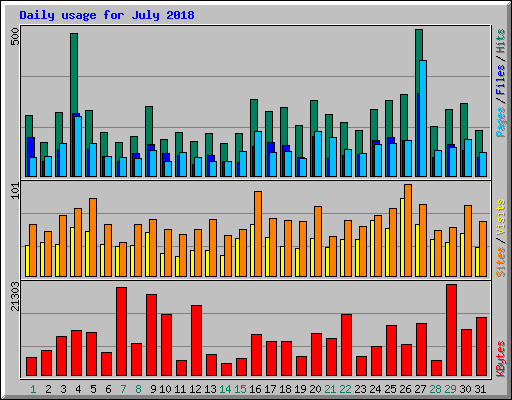 Daily usage for July 2018
500
Pages / Files / Hits
101
Sites / Visits
21303
KBytes
1 2 3 4 5 6 7 8 9 10 11 12 13 14 15 16 17 18 19 20 21 22 23 24 25 26 27 28 29 30 31